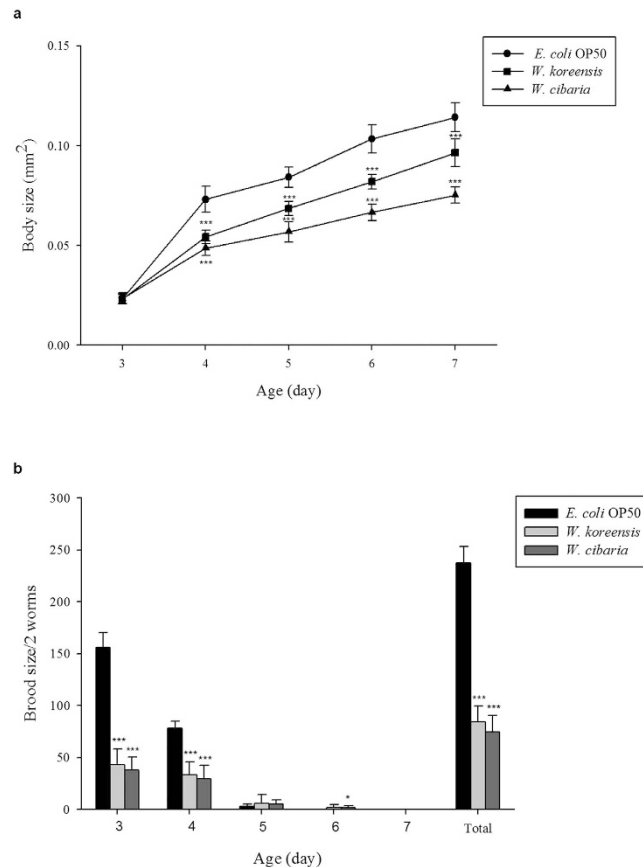 a
0.15
0.10
0.05
0.00
Body size (mm²)
E. coli OP50
W. koreensis
W. cibaria
***
***
***
***
***
***
***
***
3 4 5 6 7
Age (day)
b
300
250
200
150
100
50
0
Brood size/2 worms
E. coli OP50
W. koreensis
W. cibaria
*** ***
*** ***
*
*** ***
3 4 5 6 7 Total
Age (day)